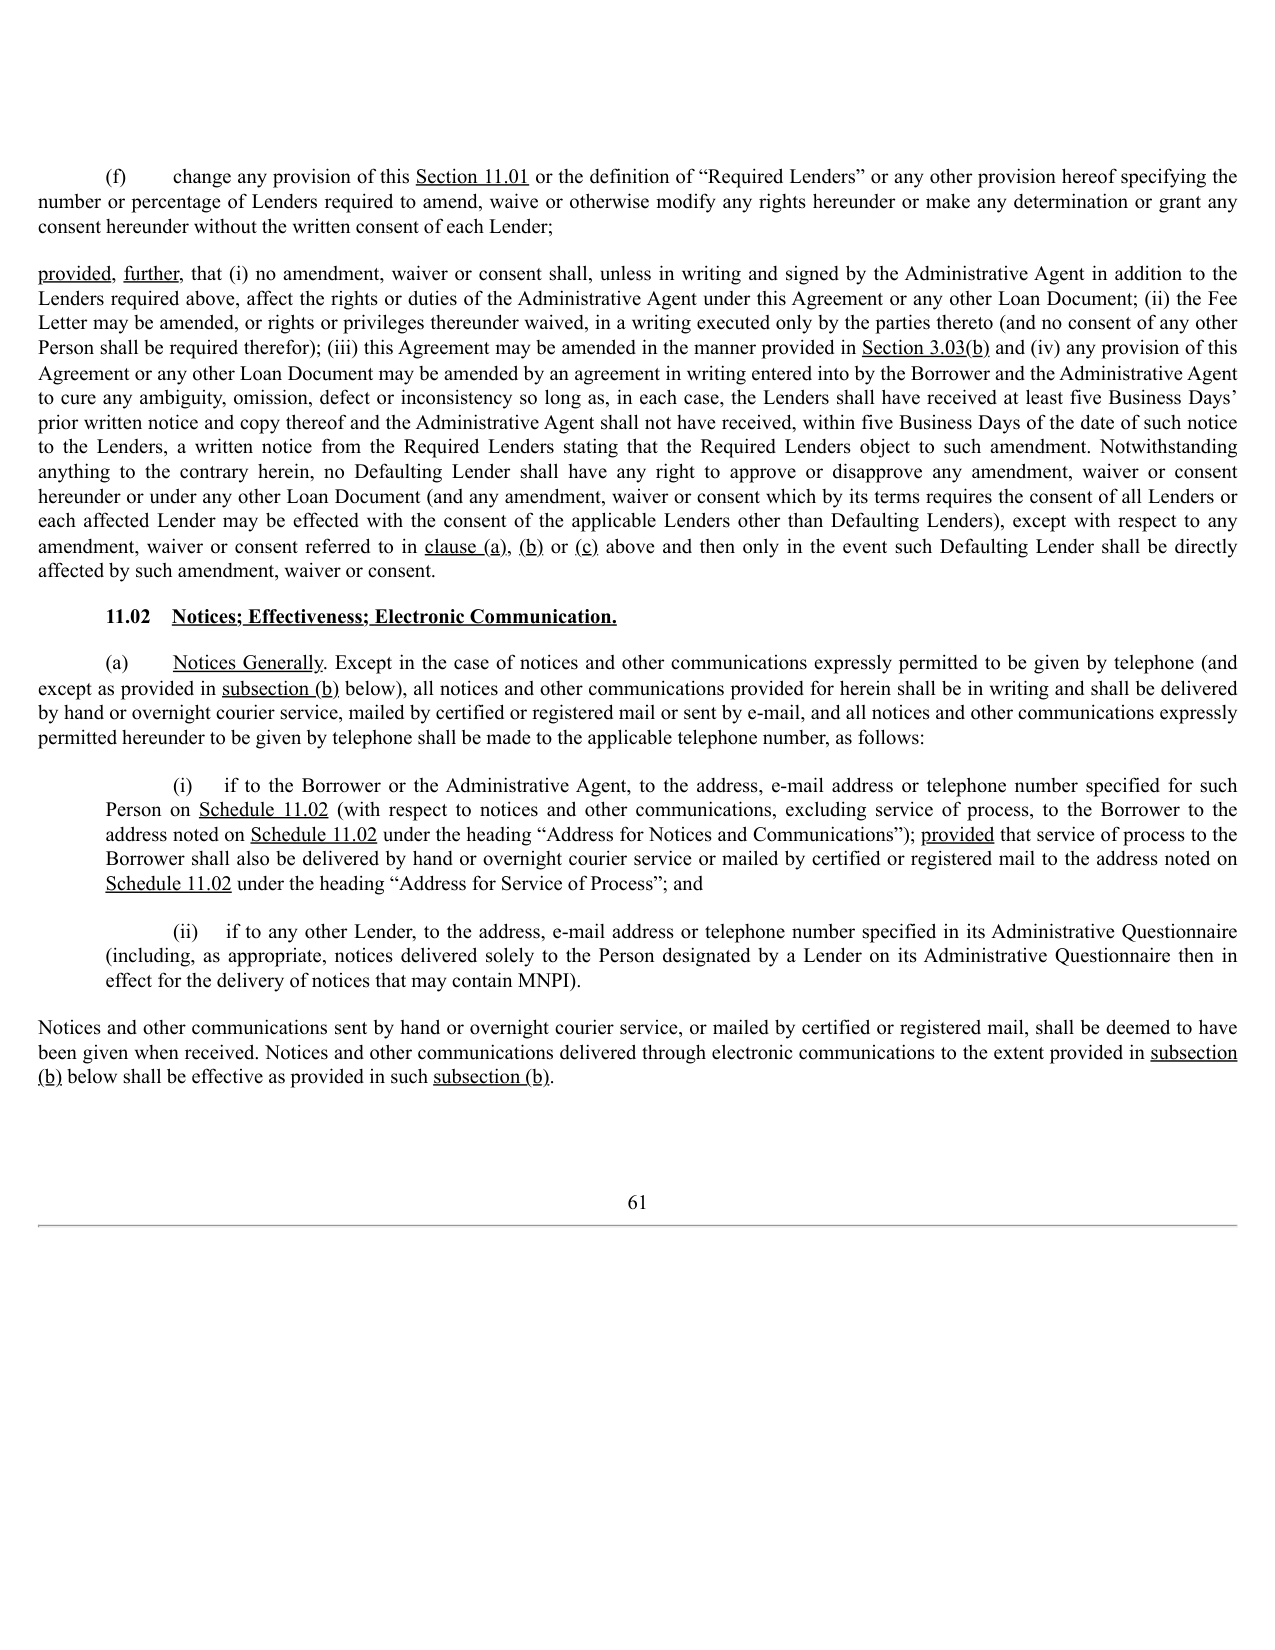 (f) change any provision of this Section 11.01 or the definition of “Required Lenders” or any other provision hereof specifying the
number or percentage of Lenders required to amend, waive or otherwise modify any rights hereunder or make any determination or grant any
consent hereunder without the written consent of each Lender;
provided, further, that (i) no amendment, waiver or consent shall, unless in writing and signed by the Administrative Agent in addition to the
Lenders required above, affect the rights or duties of the Administrative Agent under this Agreement or any other Loan Document; (ii) the Fee
Letter may be amended, or rights or privileges thereunder waived, in a writing executed only by the parties thereto (and no consent of any other
Person shall be required therefor); (iii) this Agreement may be amended in the manner provided in Section 3.03(b) and (iv) any provision of this
Agreement or any other Loan Document may be amended by an agreement in writing entered into by the Borrower and the Administrative Agent
to cure any ambiguity, omission, defect or inconsistency so long as, in each case, the Lenders shall have received at least five Business Days’
prior written notice and copy thereof and the Administrative Agent shall not have received, within five Business Days of the date of such notice
to the Lenders, a written notice from the Required Lenders stating that the Required Lenders object to such amendment. Notwithstanding
anything to the contrary herein, no Defaulting Lender shall have any right to approve or disapprove any amendment, waiver or consent
hereunder or under any other Loan Document (and any amendment, waiver or consent which by its terms requires the consent of all Lenders or
each affected Lender may be effected with the consent of the applicable Lenders other than Defaulting Lenders), except with respect to any
amendment, waiver or consent referred to in clause (a), (b) or (c) above and then only in the event such Defaulting Lender shall be directly
affected by such amendment, waiver or consent.
11.02 Notices; Effectiveness; Electronic Communication.
(a) Notices Generally. Except in the case of notices and other communications expressly permitted to be given by telephone (and
except as provided in subsection (b) below), all notices and other communications provided for herein shall be in writing and shall be delivered
by hand or overnight courier service, mailed by certified or registered mail or sent by e-mail, and all notices and other communications expressly
permitted hereunder to be given by telephone shall be made to the applicable telephone number, as follows:
(i) if to the Borrower or the Administrative Agent, to the address, e-mail address or telephone number specified for such
Person on Schedule 11.02 (with respect to notices and other communications, excluding service of process, to the Borrower to the
address noted on Schedule 11.02 under the heading “Address for Notices and Communications”); provided that service of process to the
Borrower shall also be delivered by hand or overnight courier service or mailed by certified or registered mail to the address noted on
Schedule 11.02 under the heading “Address for Service of Process”; and
(ii) if to any other Lender, to the address, e-mail address or telephone number specified in its Administrative Questionnaire
(including, as appropriate, notices delivered solely to the Person designated by a Lender on its Administrative Questionnaire then in
effect for the delivery of notices that may contain MNPI).
Notices and other communications sent by hand or overnight courier service, or mailed by certified or registered mail, shall be deemed to have
been given when received. Notices and other communications delivered through electronic communications to the extent provided in subsection
(b) below shall be effective as provided in such subsection (b).
61